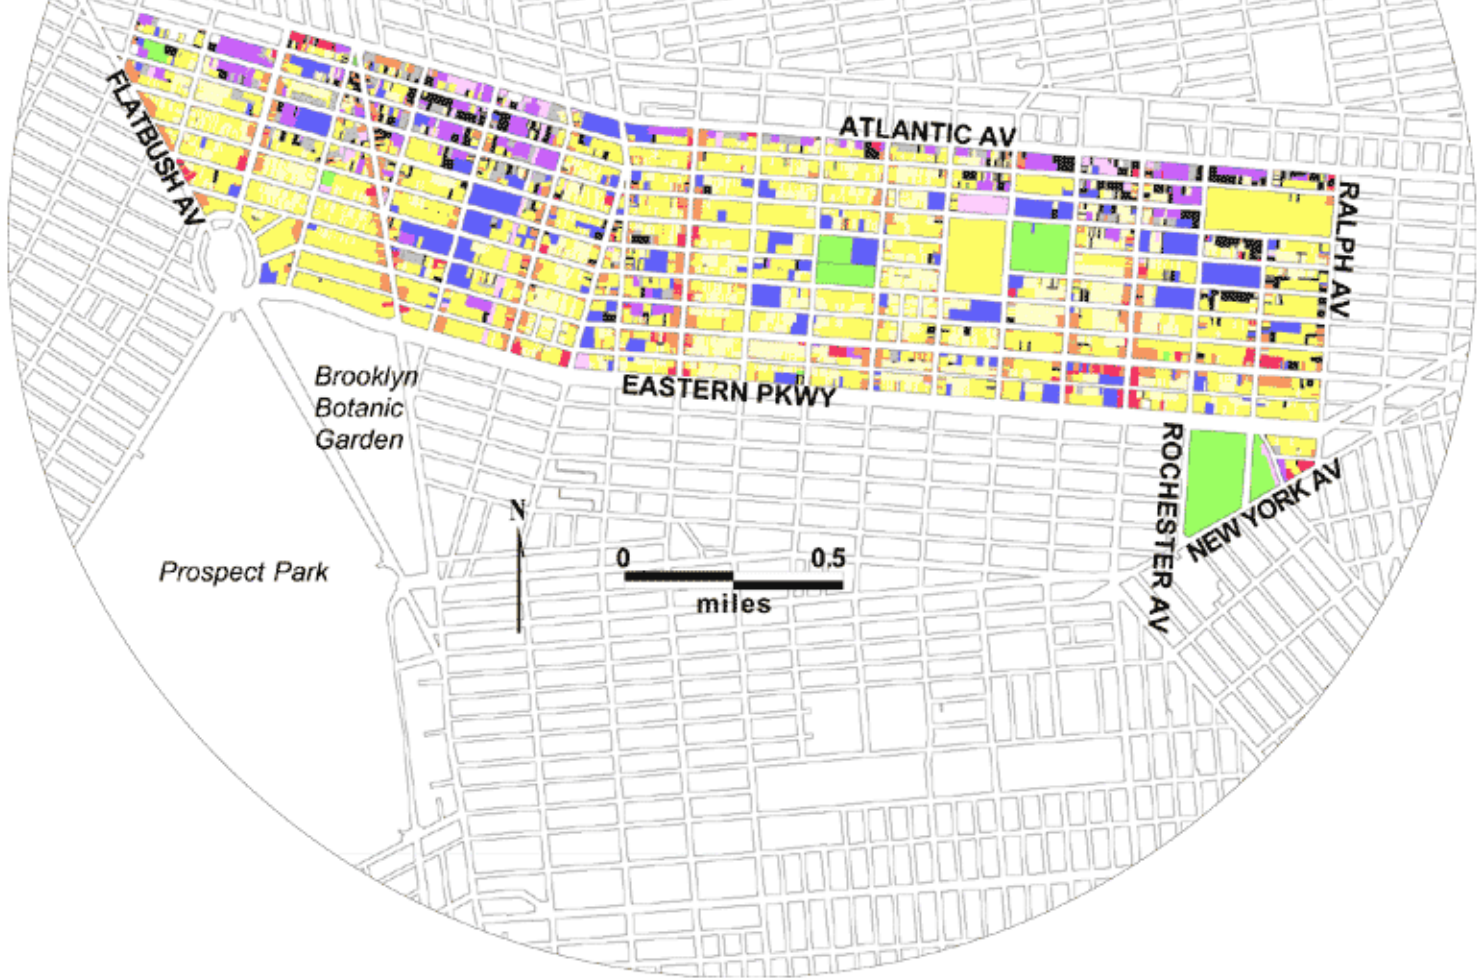 FLATBUSH AV
ATLANTIC AV
RALPH AV
EASTERN PKWY
Brooklyn
Botanic
Garden
ROCHESTER AV
NEW YORK AV
N
0 0.5
miles
Prospect Park